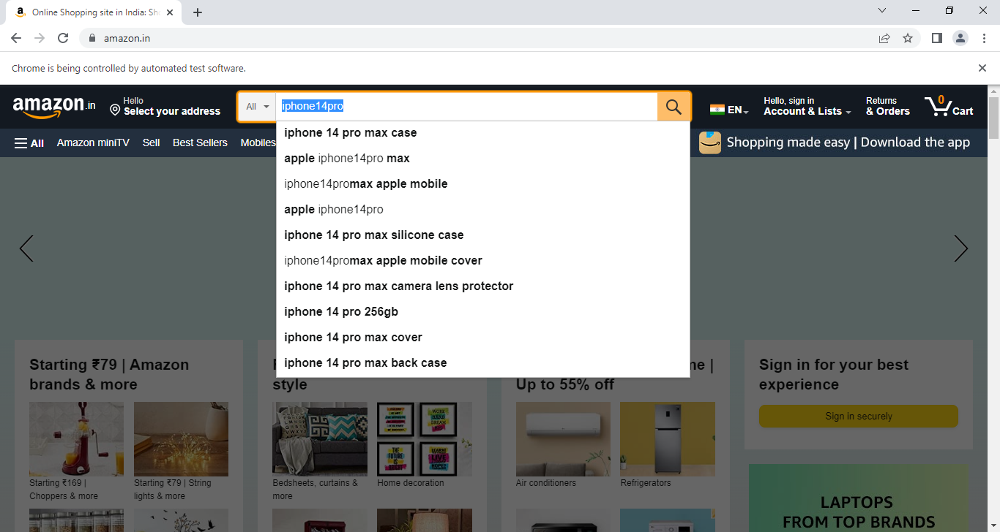 Online Shopping site in India: Sh
amazon.in
Chrome is being controlled by automated test software.
amazon.in
Hello
Select your address
All
iphone14pro
EN
Hello, sign in
Account & Lists
Returns
& Orders
0
Cart
All
Amazon miniTV
Sell
Best Sellers
Mobiles
Shopping made easy | Download the app
iphone 14 pro max case
apple iphone14pro max
iphone14promax apple mobile
apple iphone14pro
iphone 14 pro max silicone case
iphone14promax apple mobile cover
iphone 14 pro max camera lens protector
iphone 14 pro 256gb
iphone 14 pro max cover
iphone 14 pro max back case
Starting ₹79 | Amazon
brands & more
style
Up to 55% off
Sign in for your best
experience
Sign in securely
THE
FUTURE
IS
Starting ₹169 |
Choppers & more
Starting ₹79 | String
lights & more
Bedsheets, curtains &
more
Home decoration
Air conditioners
Refrigerators
LAPTOPS
FROM TOP BRANDS